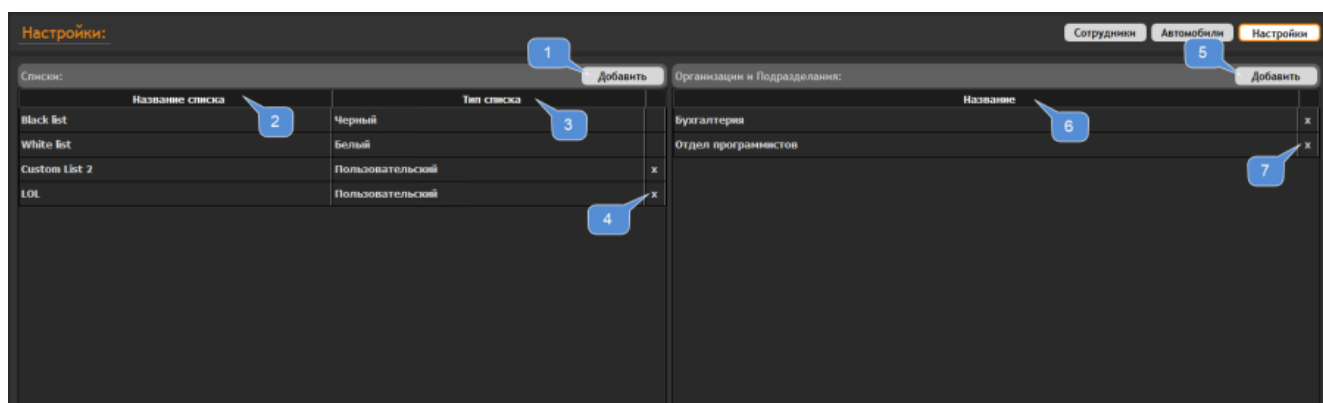 Настройки:
Сотрудники Автомобили Настройки
1 5
Списки: Добавить Организации и Подразделания: Добавить
Название списка Тип списка Название
2 3 6
Black list Черный Бухгалтерия x
White list Белый Отдел программистов x
Custom List 2 Пользовательский x
7
LOL Пользовательский x
4